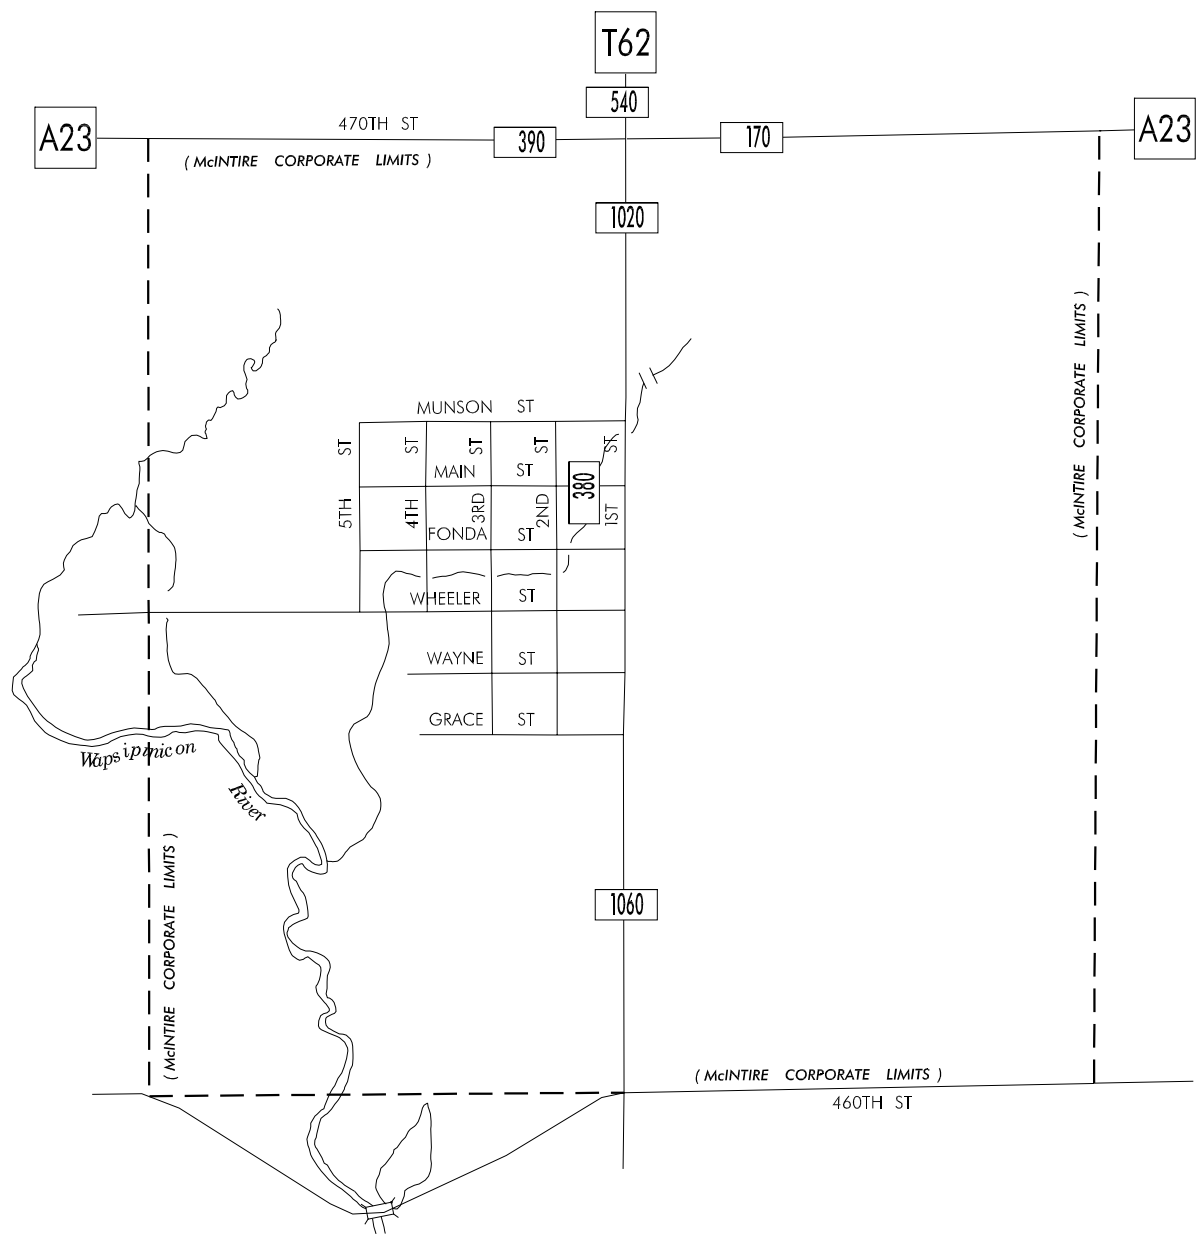 T62
540
A23
470TH ST
390
170
A23
( McINTIRE CORPORATE LIMITS )
1020
( McINTIRE CORPORATE LIMITS )
MUNSON ST
5TH ST
4TH ST
3RD ST
2ND ST
1ST ST
MAIN ST
380
FONDA ST
WHEELER ST
WAYNE ST
GRACE ST
Wapsipinicon
River
( McINTIRE CORPORATE LIMITS )
1060
( McINTIRE CORPORATE LIMITS )
460TH ST